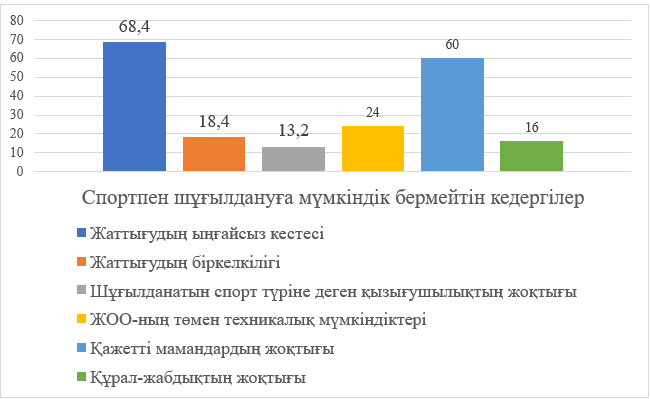 80
70
60
50
40
30
20
10
0
68,4
18,4
13,2
24
60
16
Спортпен шұғылдануға мүмкіндік бермейтін кедергілер
Жаттығудың ыңғайсыз кестесі
Жаттығудың біркелкілігі
Шұғылданатын спорт түріне деген қызығушылықтың жоқтығы
ЖОО-ның төмен техникалық мүмкіндіктері
Қажетті мамандардың жоқтығы
Құрал-жабдықтың жоқтығы